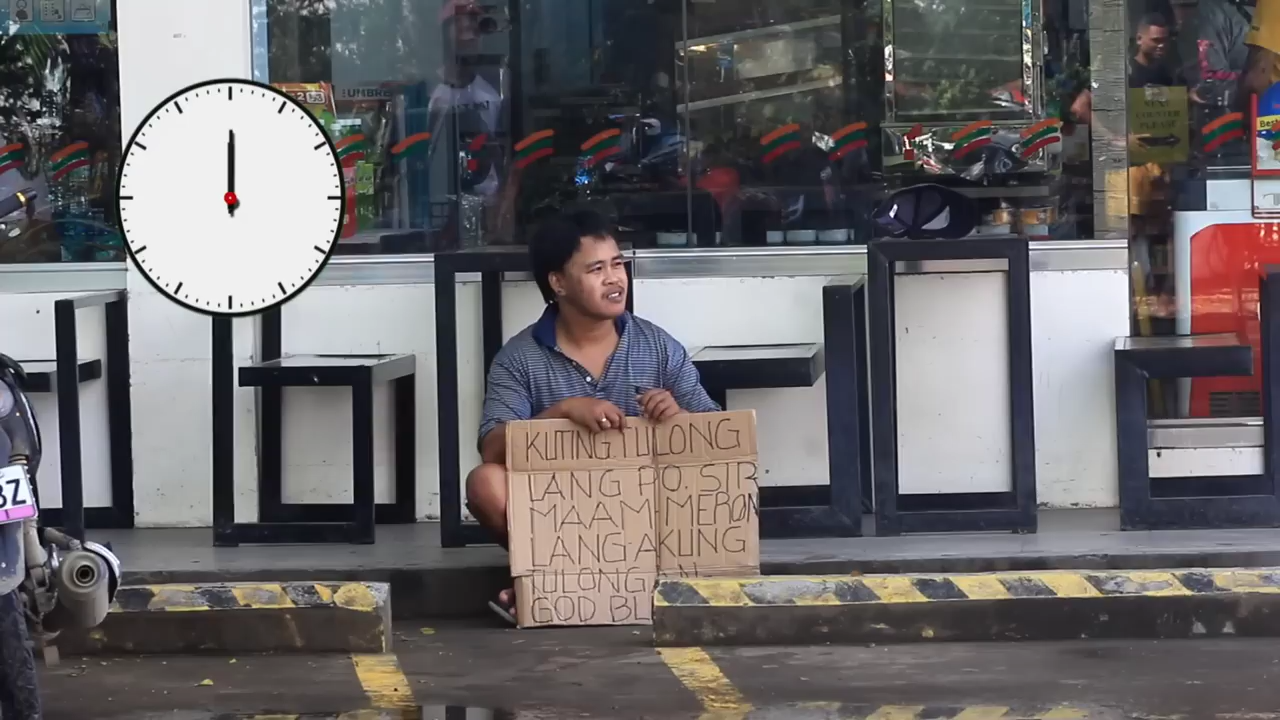 KUTING.TULONG
LANG PO.SIR
MAAM.MERON
LANG.AKUNG
TULONG
GOD BL